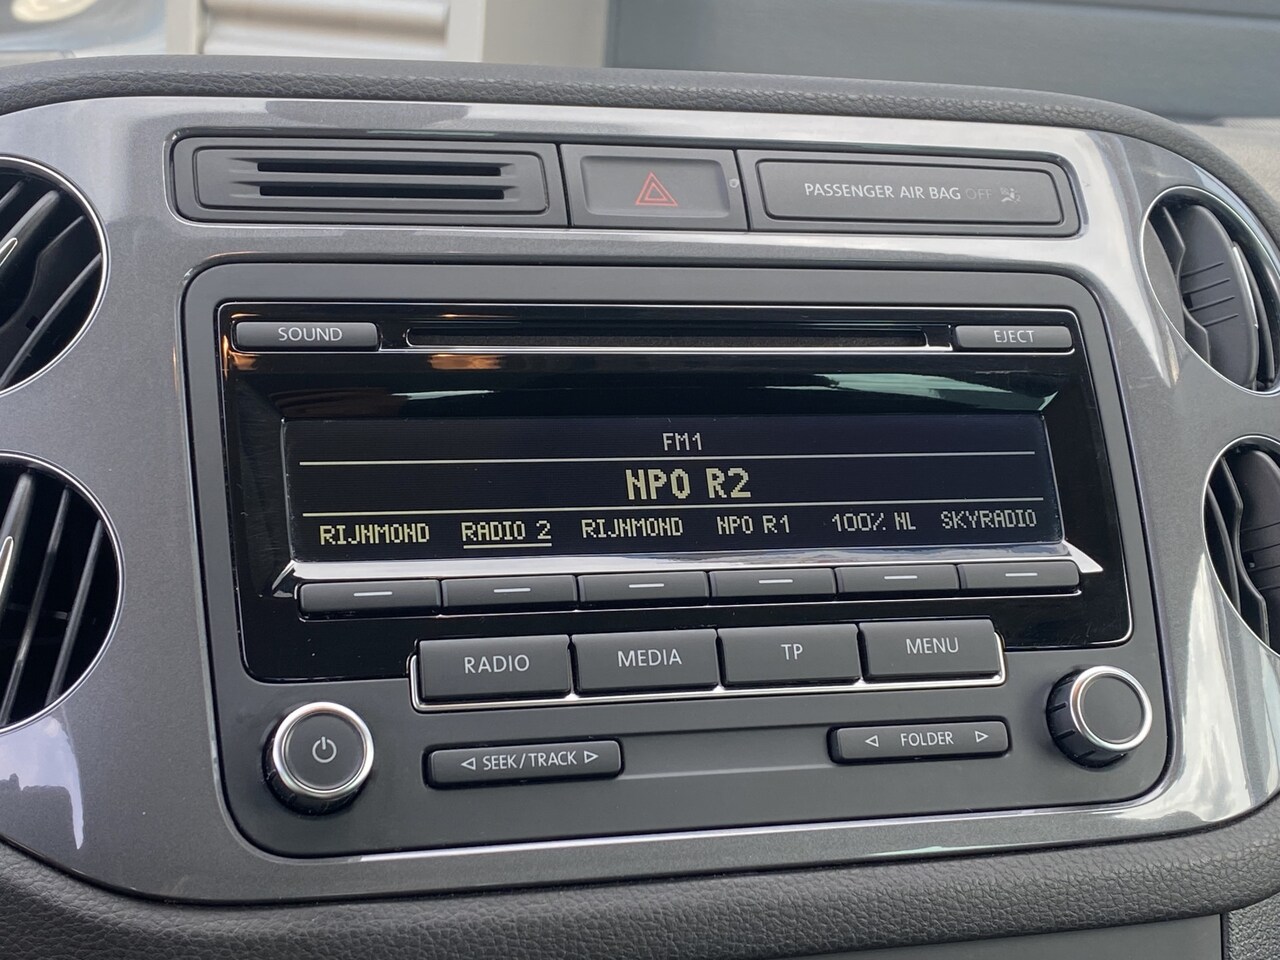 PASSENGER AIR BAG OFF
SOUND
EJECT
FM1
NPO R2
RIJNMOND RADIO 2 RIJNMOND NPO R1 100% NL SKYRADIO
RADIO MEDIA TP MENU
SEEK/TRACK
FOLDER